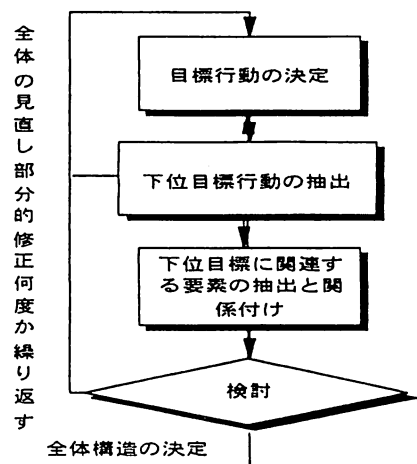 全体の見直し部分的修正何度か繰り返す
目標行動の決定
下位目標行動の抽出
下位目標に関連す
る要素の抽出と関
係付け
検討
全体構造の決定